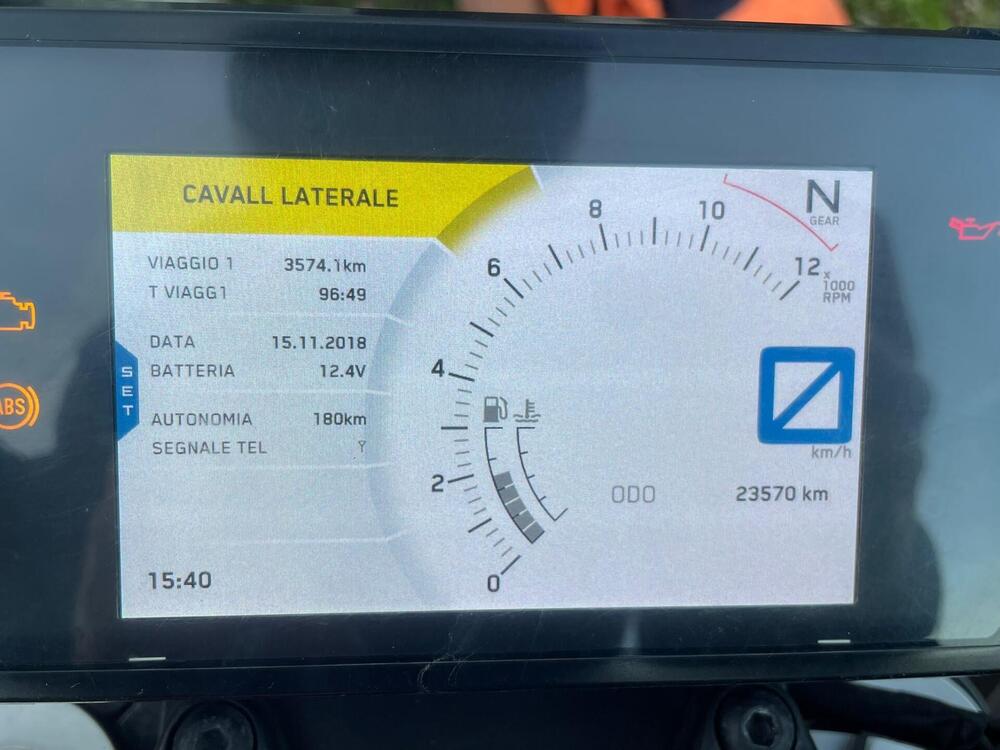 CAVALL LATERALE
VIAGGIO 1 3574.1km
T VIAGG1 96:49
DATA 15.11.2018
BATTERIA 12.4V
AUTONOMIA 180km
SEGNALE TEL
15:40
SET
ABS
0
2
4
6
8
10
12
x
1000
RPM
N
GEAR
km/h
ODO 23570 km